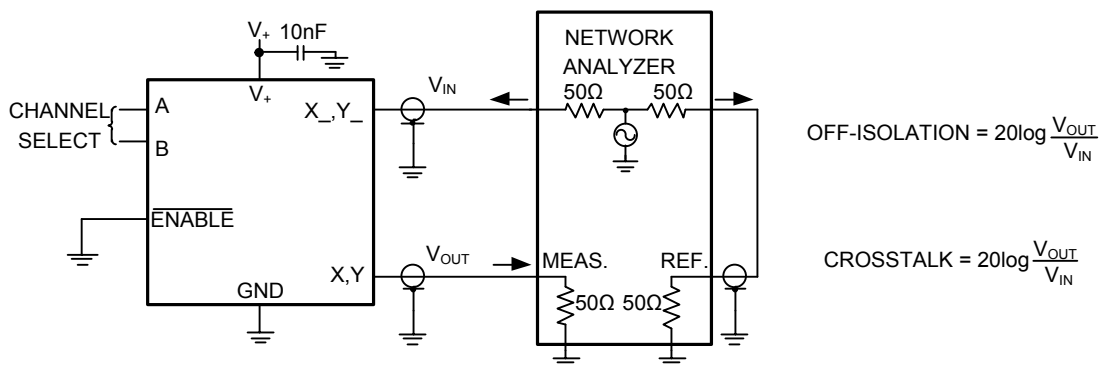 V+ 10nF
NETWORK
ANALYZER
50Ω 50Ω
V+
CHANNEL
SELECT
A
B
X_,Y_
VIN
OFF-ISOLATION = 20log VOUT
VIN
ENABLE
X,Y
VOUT
MEAS. REF.
CROSSTALK = 20log VOUT
VIN
GND
50Ω 50Ω